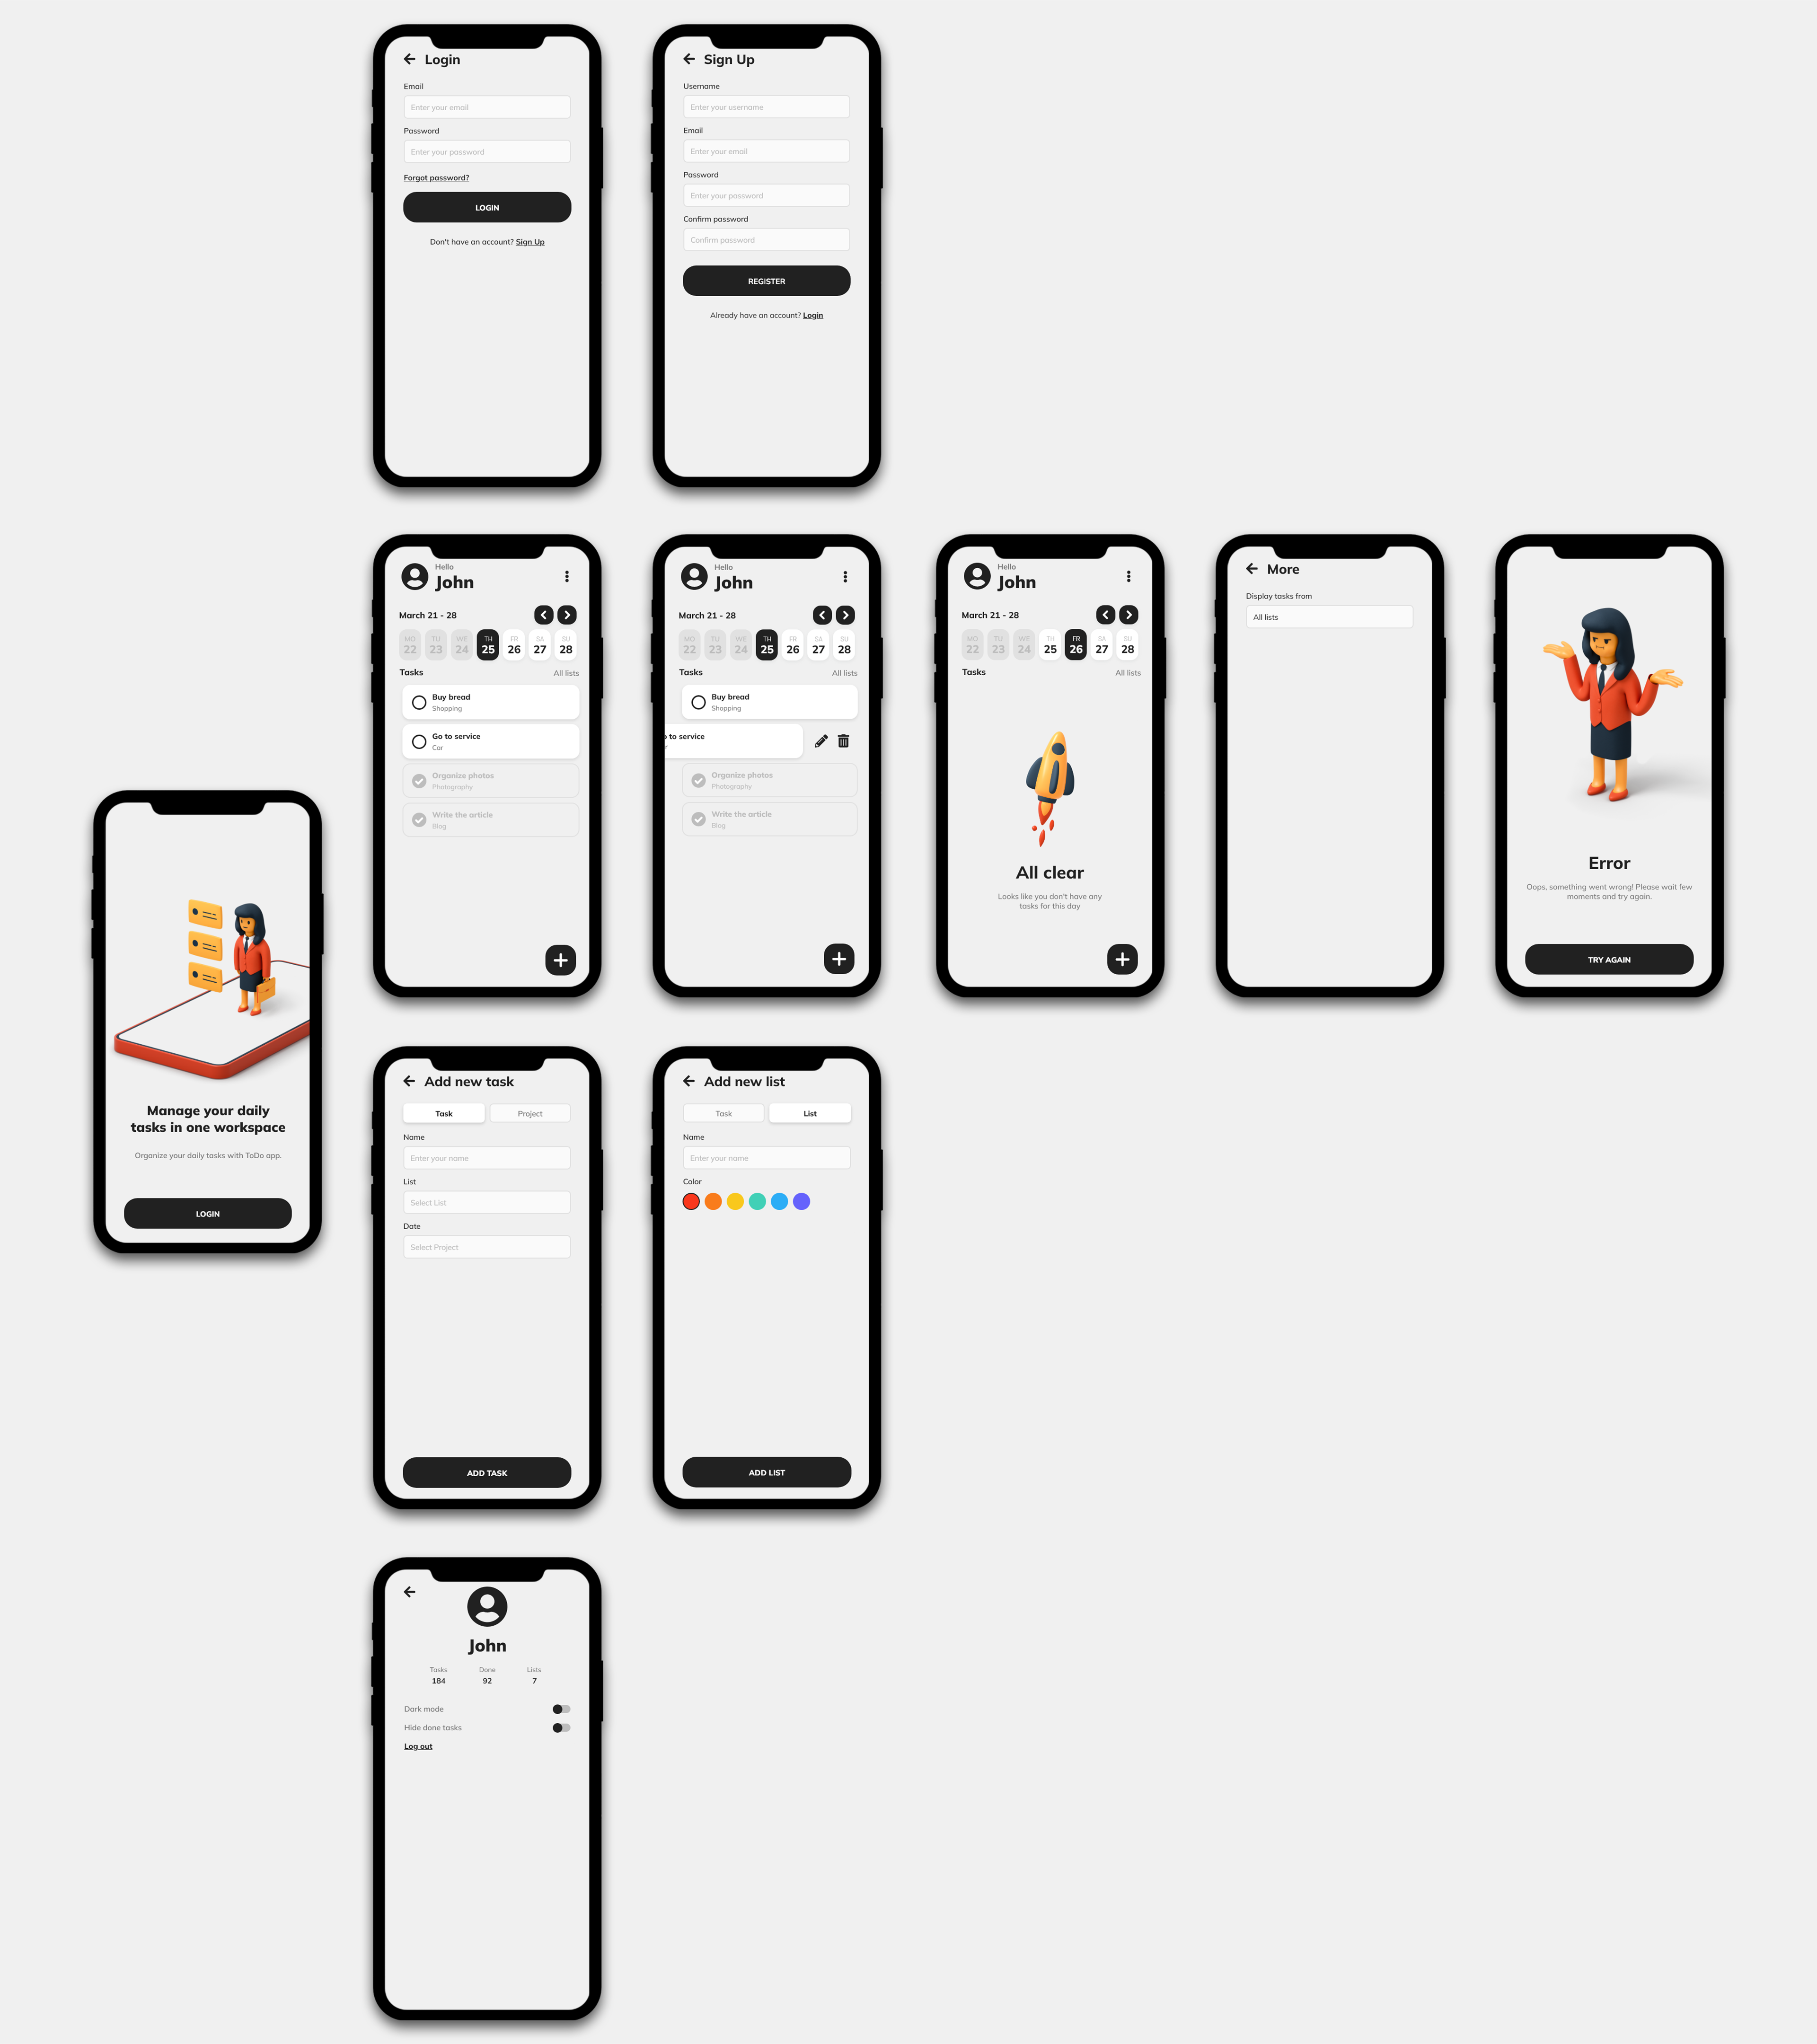 Login
Email
Enter your email
Password
Enter your password
Forgot password?
LOGIN
Don't have an account? Sign Up
Sign Up
Username
Enter your username
Email
Enter your email
Password
Enter your password
Confirm password
Confirm password
REGISTER
Already have an account? Login
Hello
John
March 21 - 28
MO TU WE TH FR SA SU
22 23 24 25 26 27 28
Tasks All lists
Buy bread
Shopping
Go to service
Car
Organize photos
Photography
Write the article
Blog
Hello
John
March 21 - 28
MO TU WE TH FR SA SU
22 23 24 25 26 27 28
Tasks All lists
Buy bread
Shopping
o to service
r
Organize photos
Photography
Write the article
Blog
Hello
John
March 21 - 28
MO TU WE TH FR SA SU
22 23 24 25 26 27 28
Tasks All lists
All clear
Looks like you don't have any
tasks for this day
More
Display tasks from
All lists
Error
Oops, something went wrong! Please wait few
moments and try again.
TRY AGAIN
Manage your daily
tasks in one workspace
Organize your daily tasks with ToDo app.
LOGIN
Add new task
Task Project
Name
Enter your name
List
Select List
Date
Select Project
ADD TASK
Add new list
Task List
Name
Enter your name
Color
ADD LIST
John
Tasks Done Lists
184 92 7
Dark mode
Hide done tasks
Log out